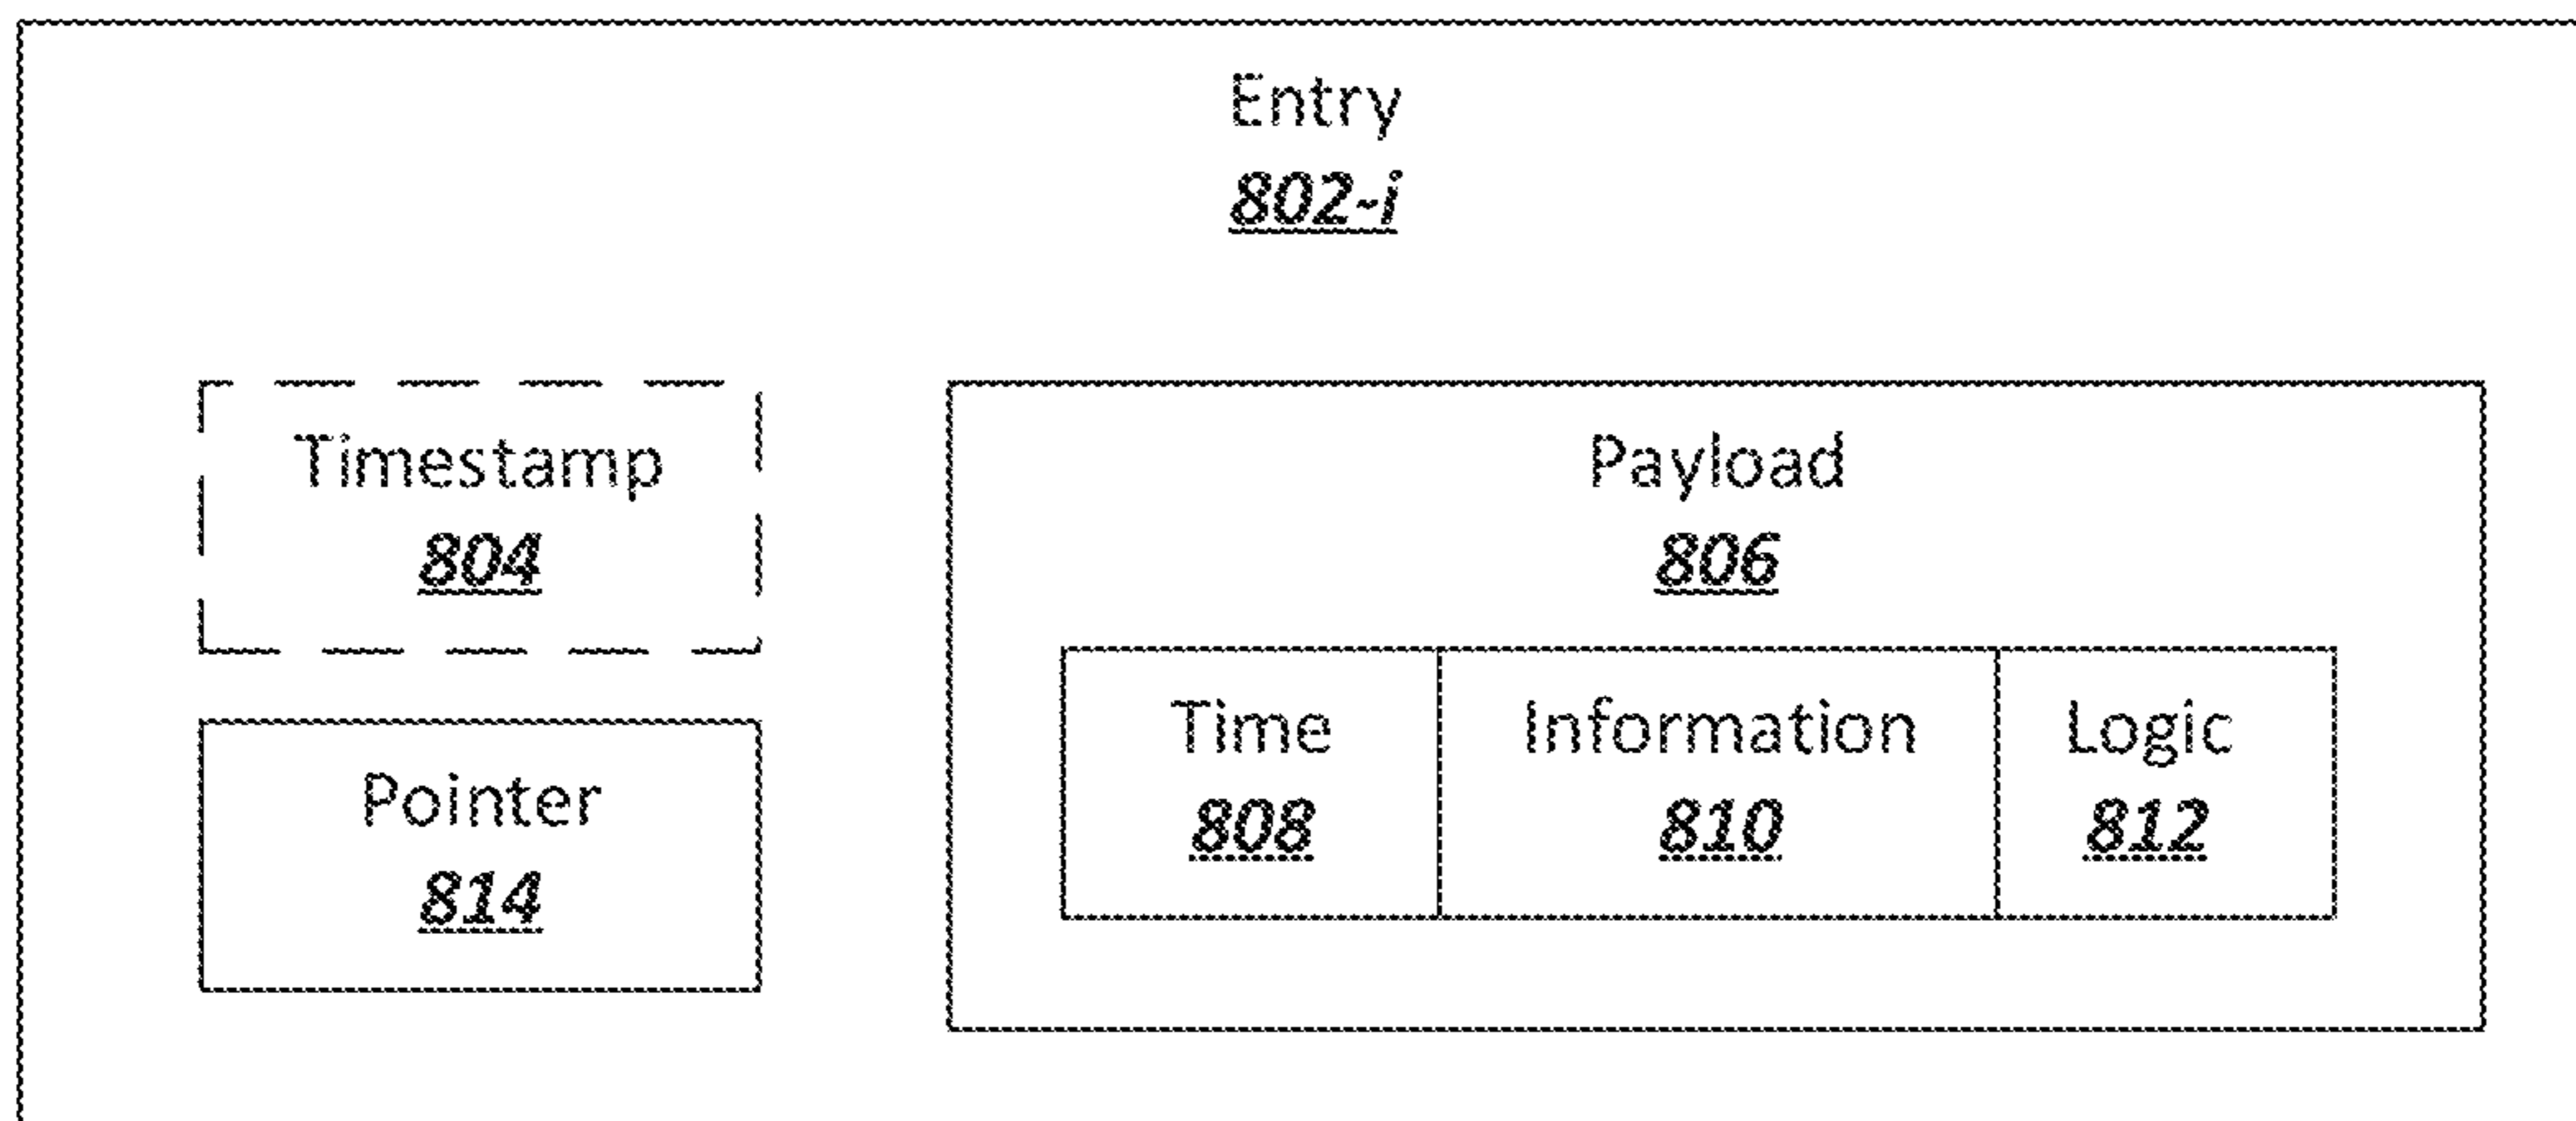 Entry
802-i
Timestamp
804
Pointer
814
Payload
806
Time
808
Information
810
Logic
812